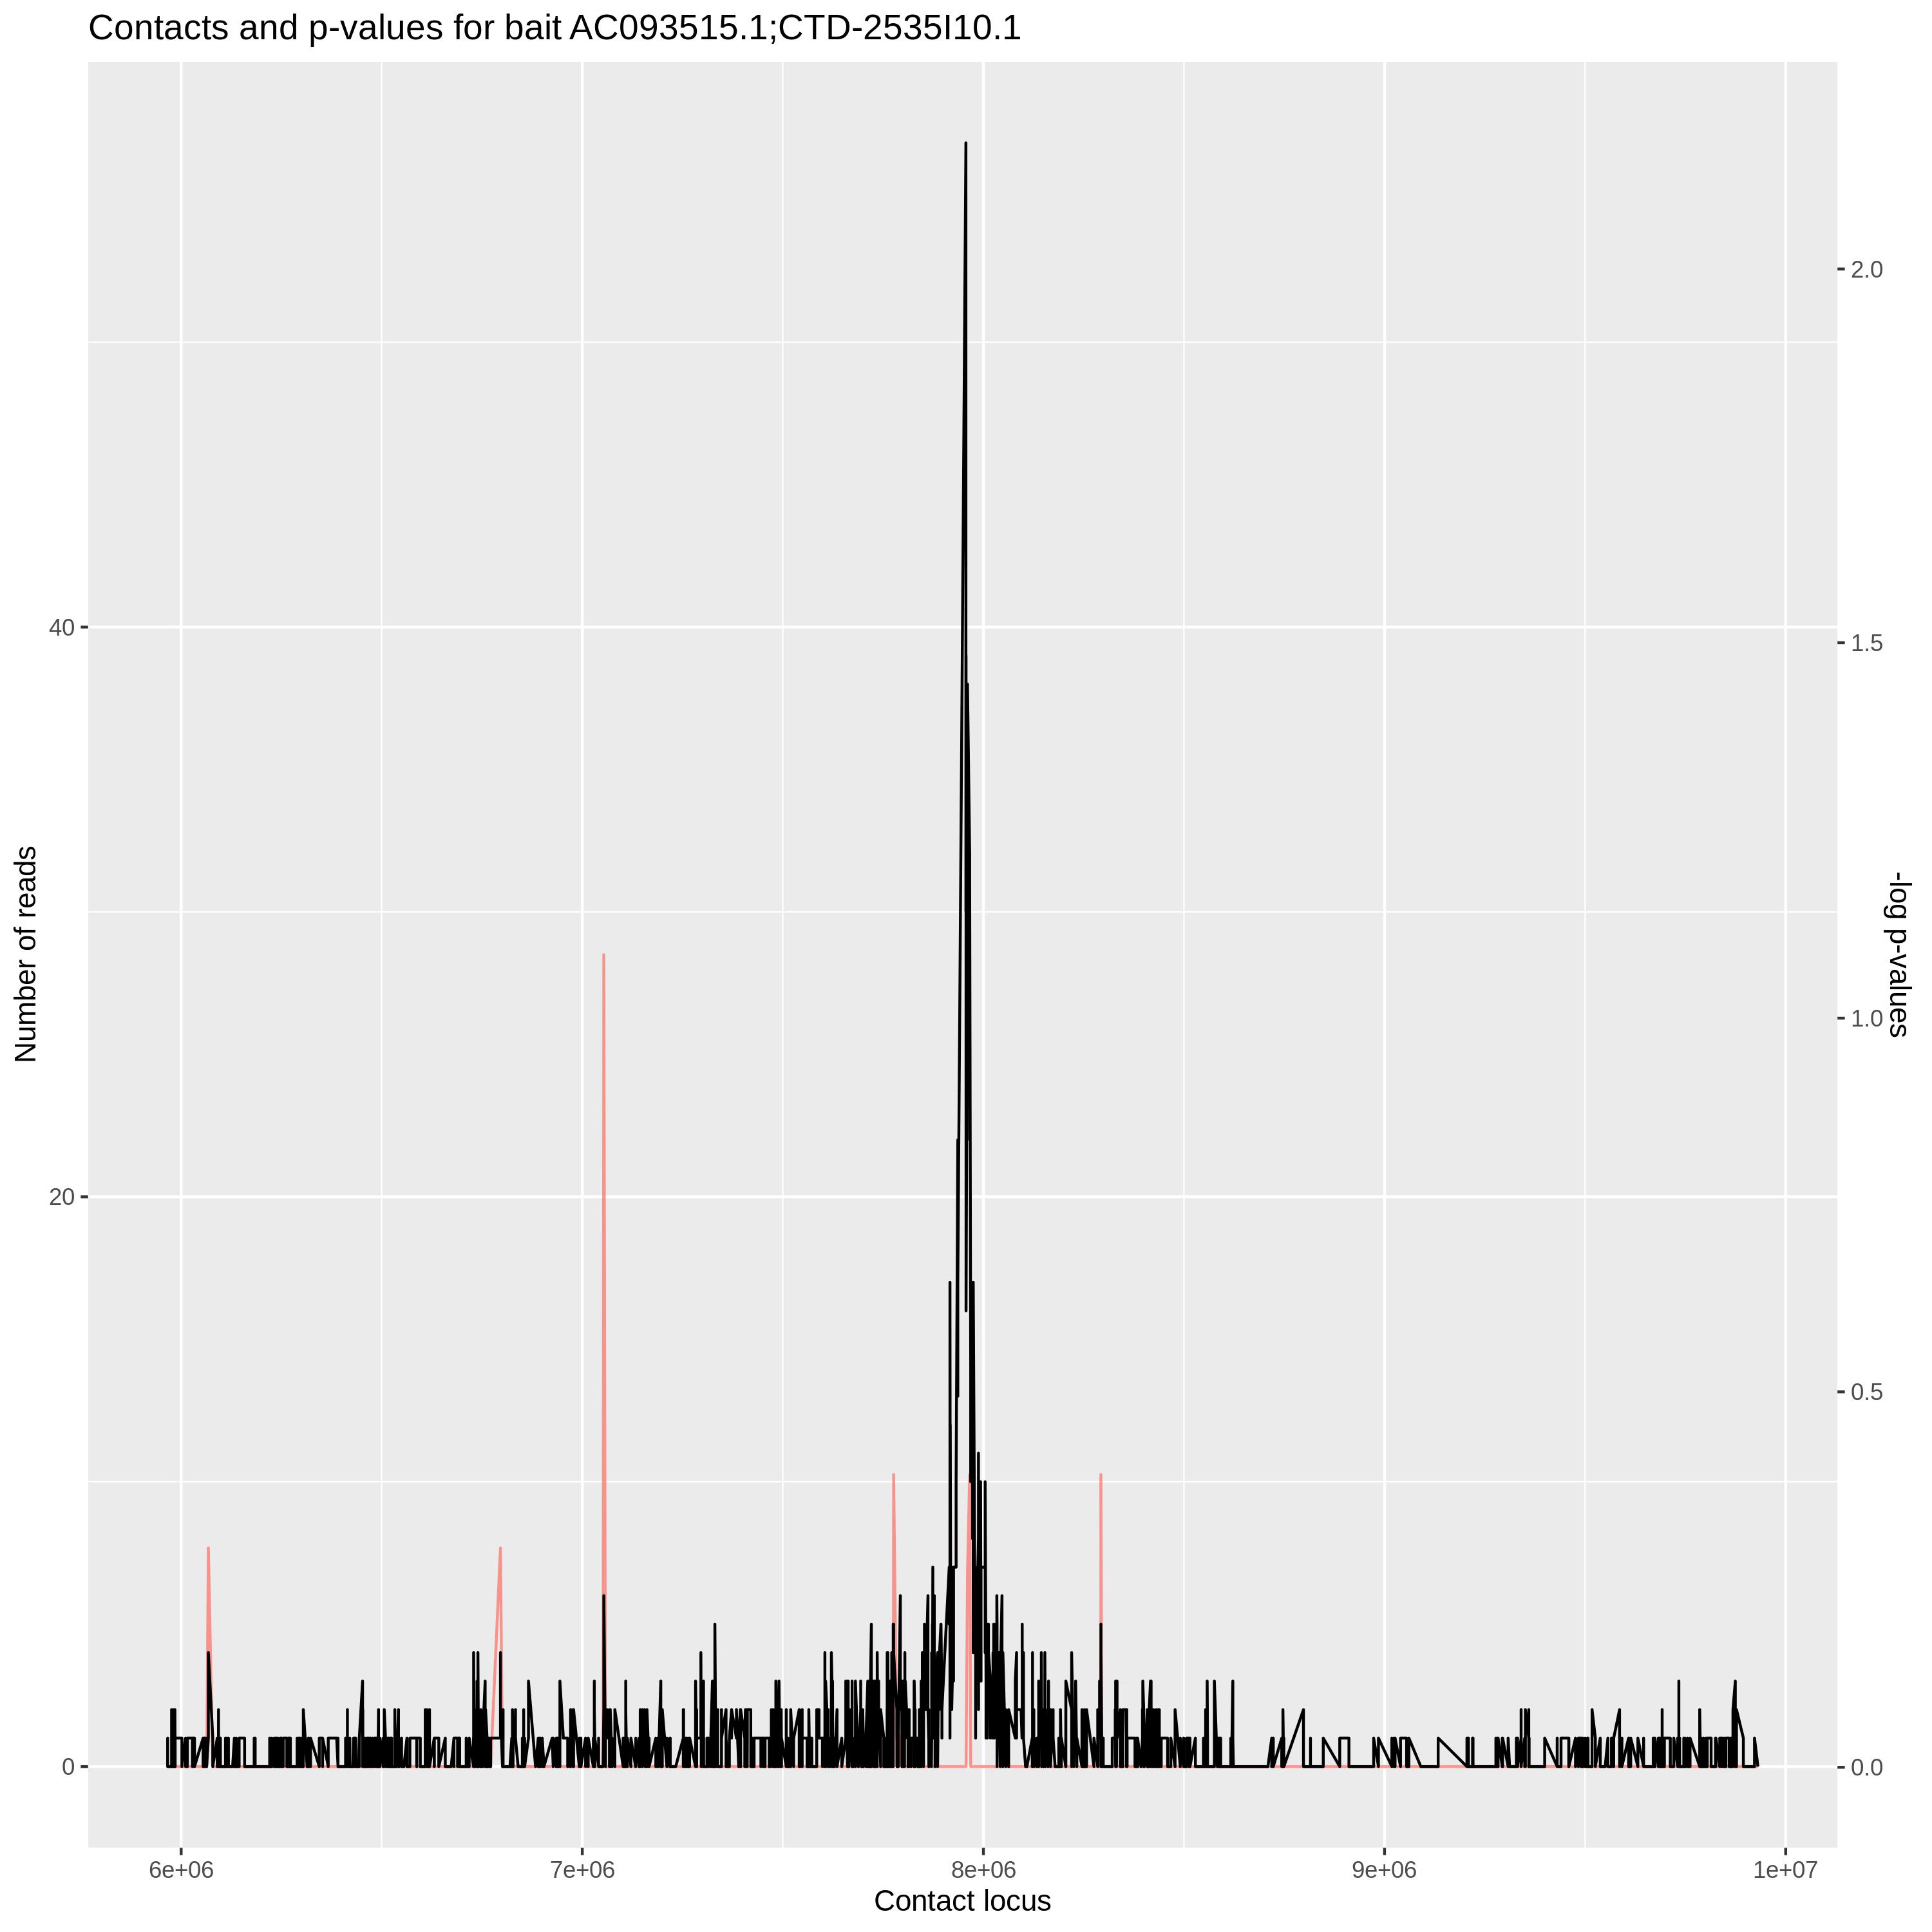 Contacts and p-values for bait AC093515.1;CTD-2535I10.1
Number of reads
40
20
0
2.0
1.5
1.0
0.5
0.0
-log p-values
6e+06
7e+06
8e+06
9e+06
1e+07
Contact locus